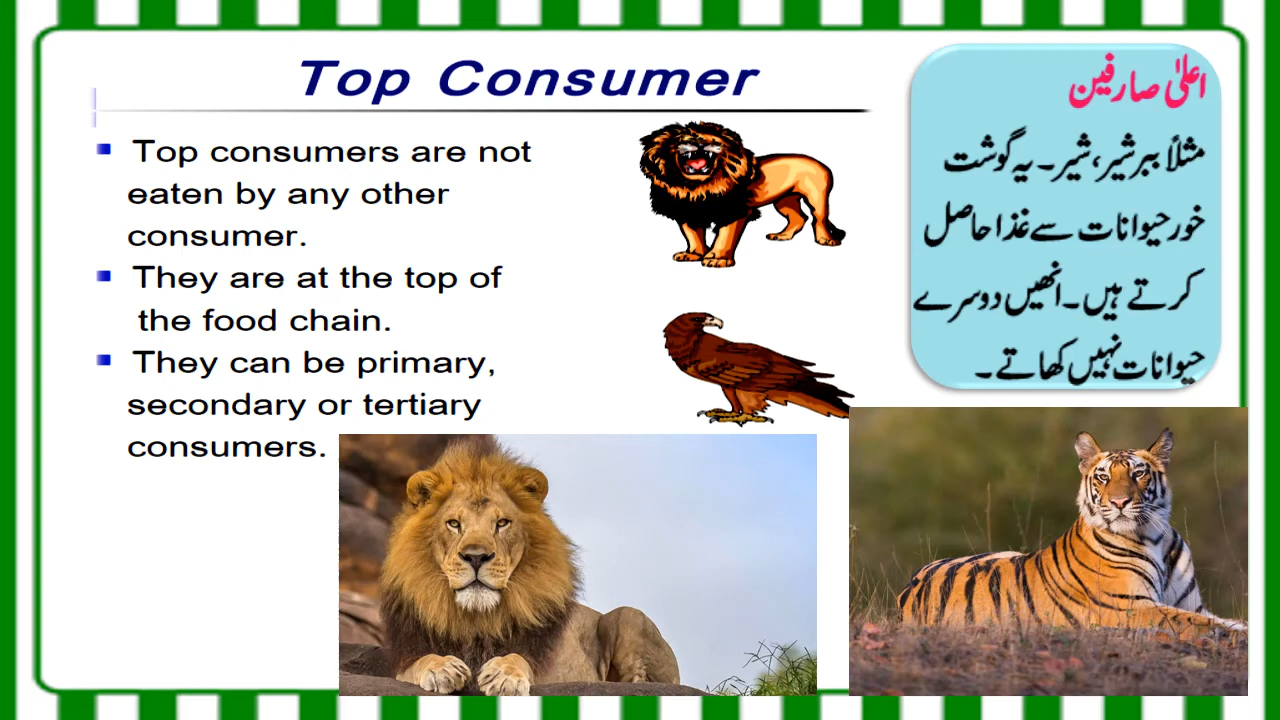 Top Consumer
Top consumers are not
eaten by any other
consumer.
They are at the top of
the food chain.
They can be primary,
secondary or tertiary
consumers.
اعلیٰ صارفین
مثلاً ببر شیر، شیر۔ یہ گوشت
خور حیوانات سے غذا حاصل
کرتے ہیں۔ انھیں دوسرے
حیوانات نہیں کھاتے۔